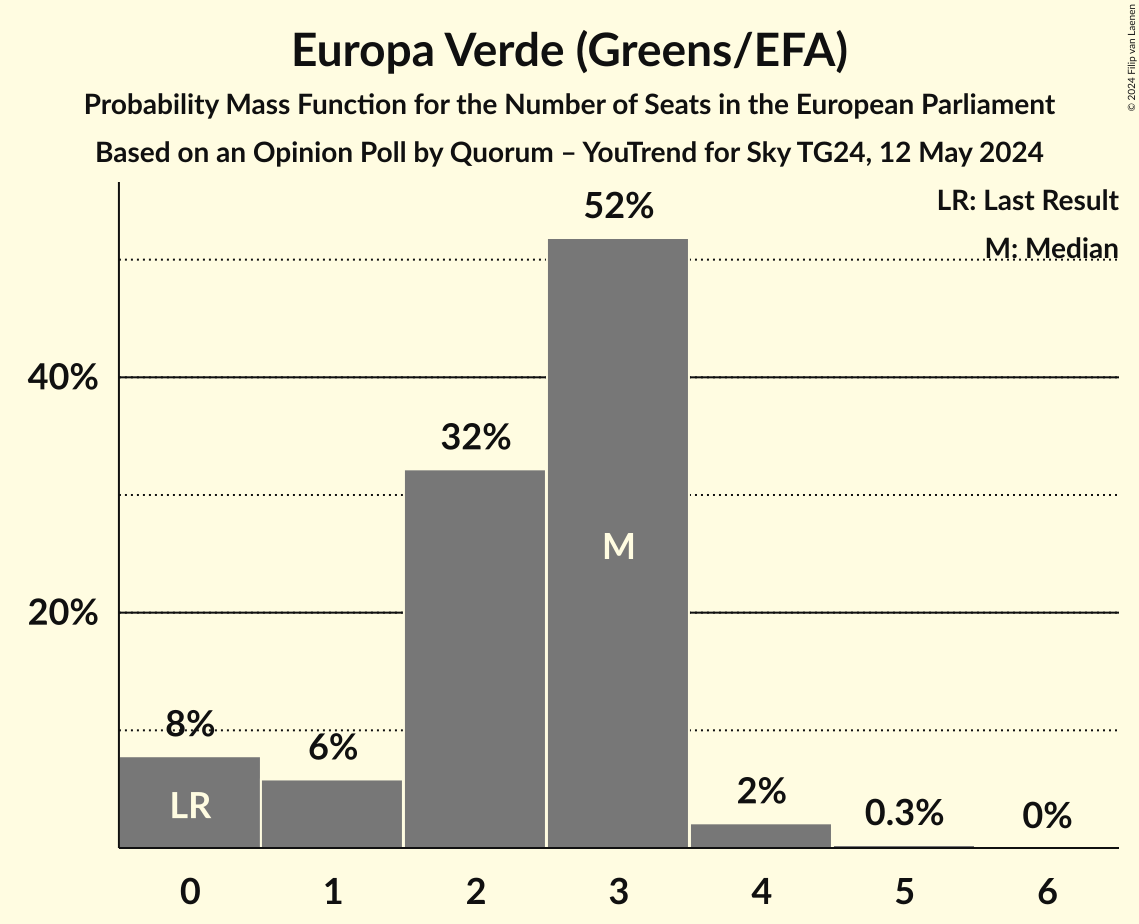 Europa Verde (Greens/EFA)
Probability Mass Function for the Number of Seats in the European Parliament
Based on an Opinion Poll by Quorum – YouTrend for Sky TG24, 12 May 2024
© 2024 Filip van Laenen
LR: Last Result
M: Median
52%
40%
32%
M
20%
8%
6%
LR
2%
0.3%
0%
0 1 2 3 4 5 6